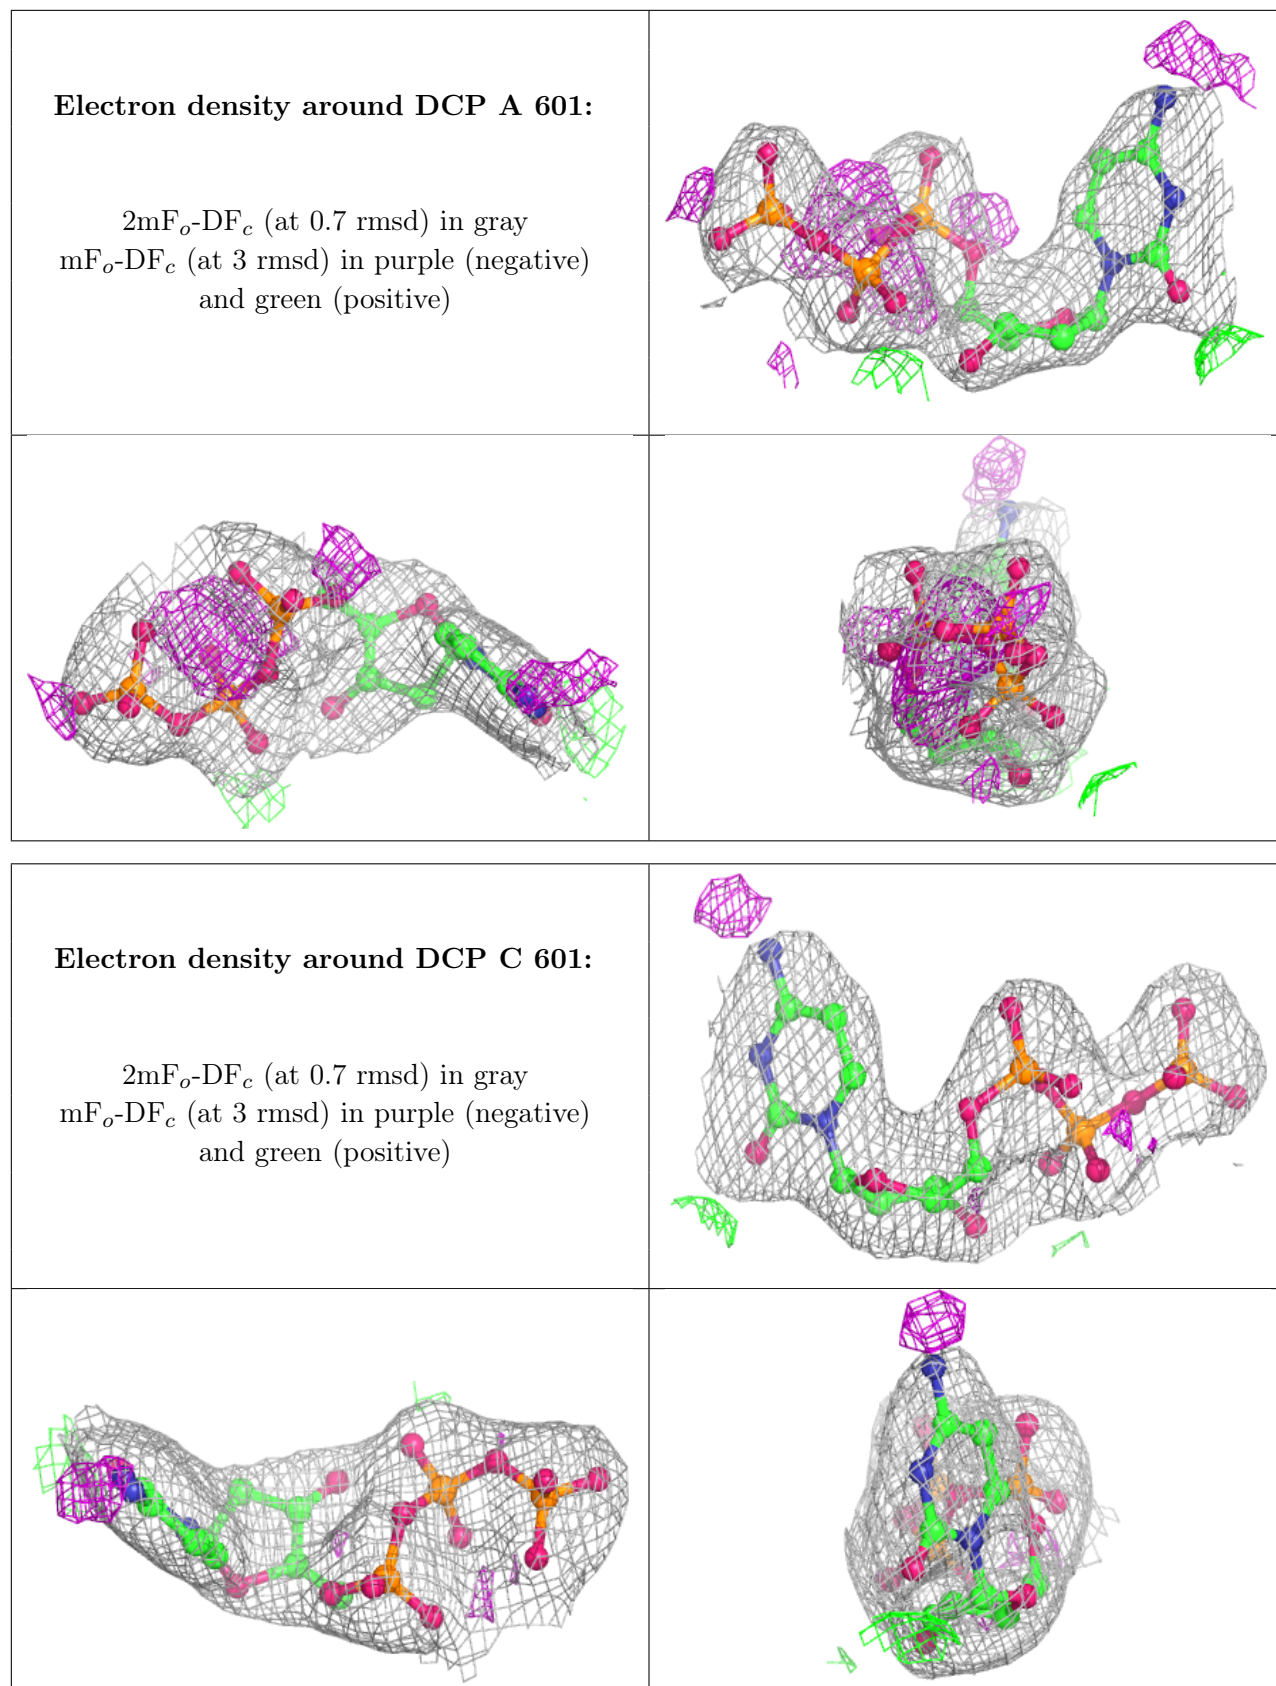 Electron density around DCP A 601:
2mFo-DFc (at 0.7 rmsd) in gray
mFo-DFc (at 3 rmsd) in purple (negative)
and green (positive)
Electron density around DCP C 601:
2mFo-DFc (at 0.7 rmsd) in gray
mFo-DFc (at 3 rmsd) in purple (negative)
and green (positive)